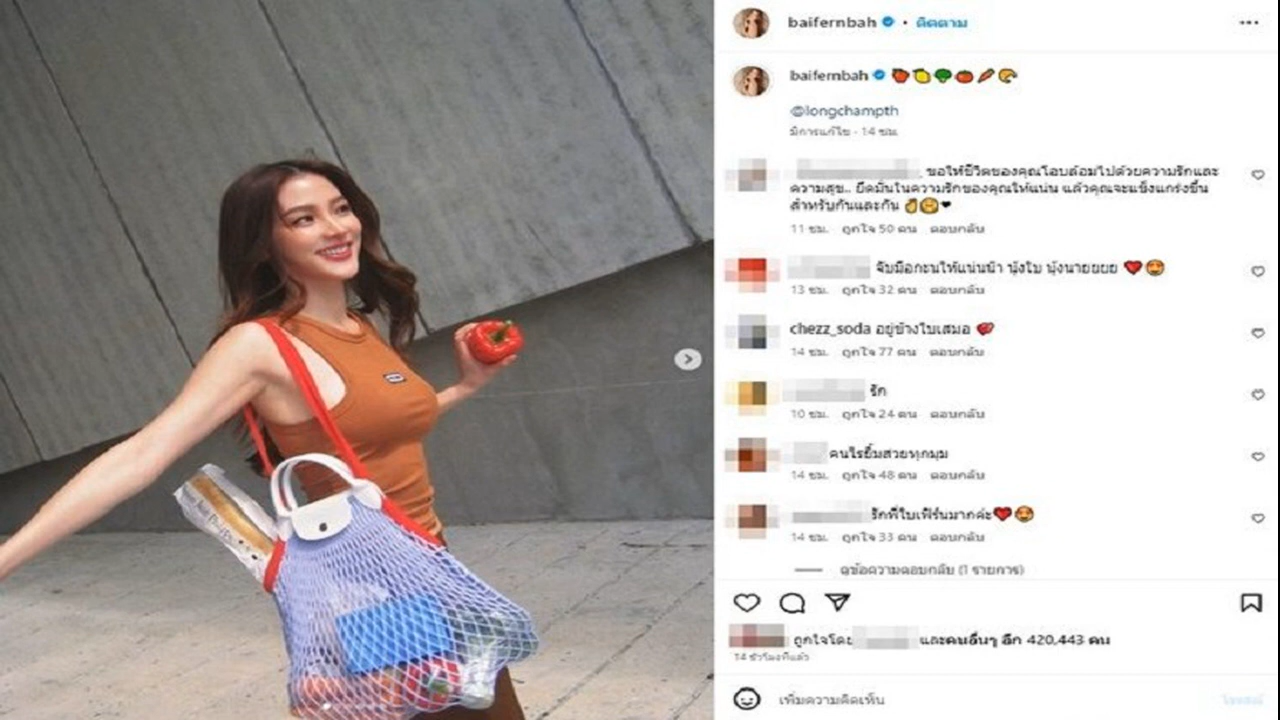 baifernbah • ติดตาม
baifernbah
@longchampth
มีการแก้ไข · 14 ชม.
ขอให้ชีวิตของคุณโอบล้อมไปด้วยความรักและ
ความสุข.. ยึดมั่นในความรักของคุณให้แน่น แล้วคุณจะแข็งแกร่งขึ้น
สำหรับกันและกัน
11 ชม. ถูกใจ 50 คน ตอบกลับ
จับมือกะนให้แน่นน้า นุ้งใบ นุ้งนายยยย ❤️😍
13 ชม. ถูกใจ 32 คน ตอบกลับ
chezz_soda อยู่ข้างใบเสมอ
14 ชม. ถูกใจ 77 คน ตอบกลับ
รัก
10 ชม. ถูกใจ 24 คน ตอบกลับ
คนไรยิ้มสวยทุกมุม
14 ชม. ถูกใจ 48 คน ตอบกลับ
รักพี่ใบเฟิร์นมากค่ะ❤️😍
14 ชม. ถูกใจ 33 คน ตอบกลับ
ดูข้อความตอบกลับ (1 รายการ)
ถูกใจโดย และคนอื่นๆ อีก 420,443 คน
14 ชั่วโมงที่แล้ว
เพิ่มความคิดเห็น
โพสต์